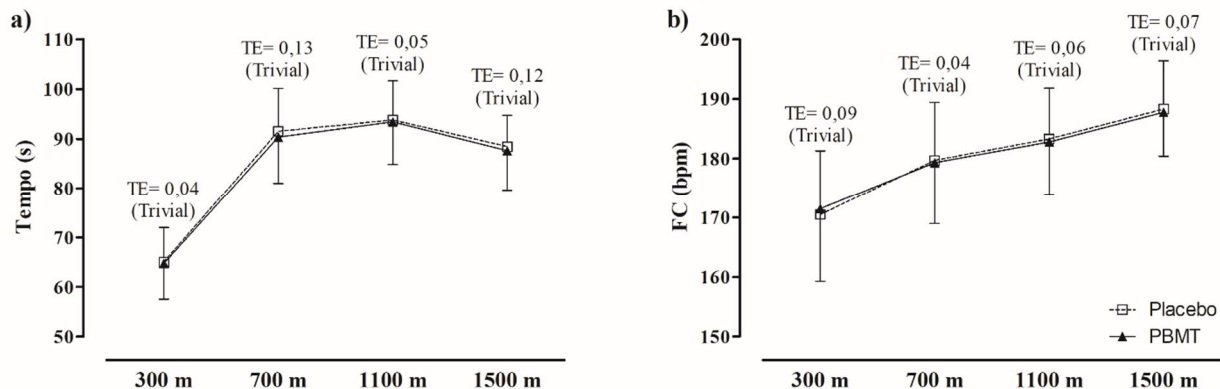 a)
110
100
90
80
70
60
50
Tempo (s)
TE= 0,04
(Trivial)
TE= 0,13
(Trivial)
TE= 0,05
(Trivial)
TE= 0,12
(Trivial)
300 m 700 m 1100 m 1500 m
b)
200
190
180
170
160
150
FC (bpm)
TE= 0,09
(Trivial)
TE= 0,04
(Trivial)
TE= 0,06
(Trivial)
TE= 0,07
(Trivial)
Placebo
PBMT
300 m 700 m 1100 m 1500 m